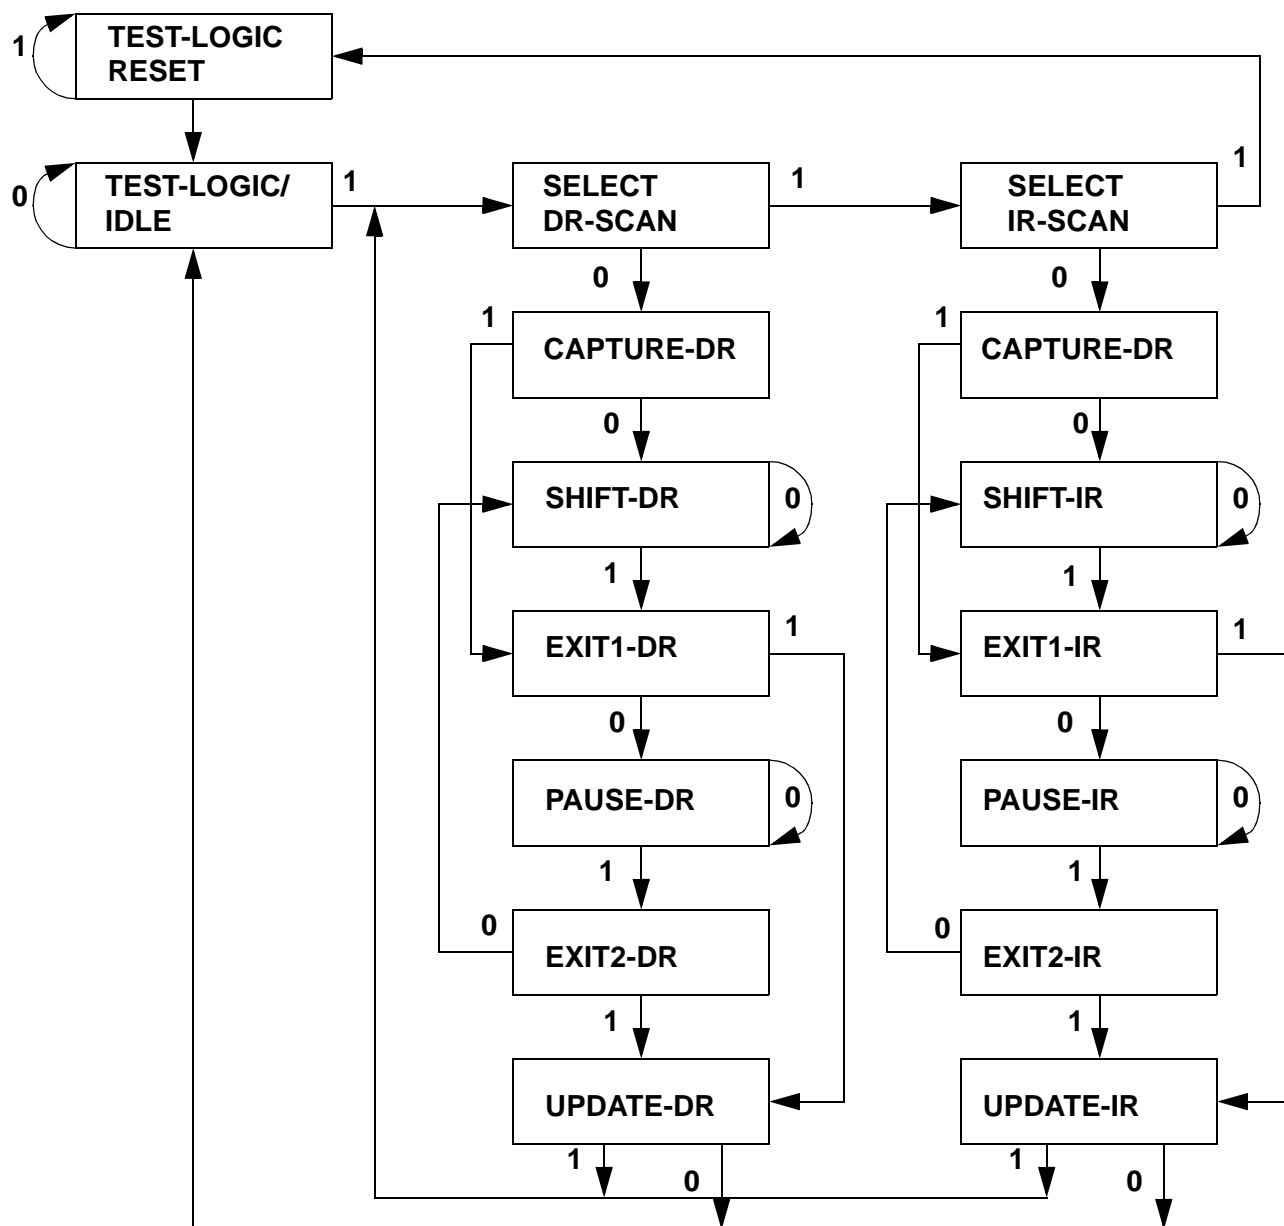 1
TEST-LOGIC
RESET
0
TEST-LOGIC/
IDLE
1
SELECT
DR-SCAN
1
SELECT
IR-SCAN
1
0
0
1
CAPTURE-DR
1
CAPTURE-DR
0
0
SHIFT-DR
0
SHIFT-IR
0
1
1
EXIT1-DR
1
EXIT1-IR
1
0
0
PAUSE-DR
0
PAUSE-IR
0
1
1
0
EXIT2-DR
0
EXIT2-IR
1
1
UPDATE-DR
UPDATE-IR
1
0
1
0